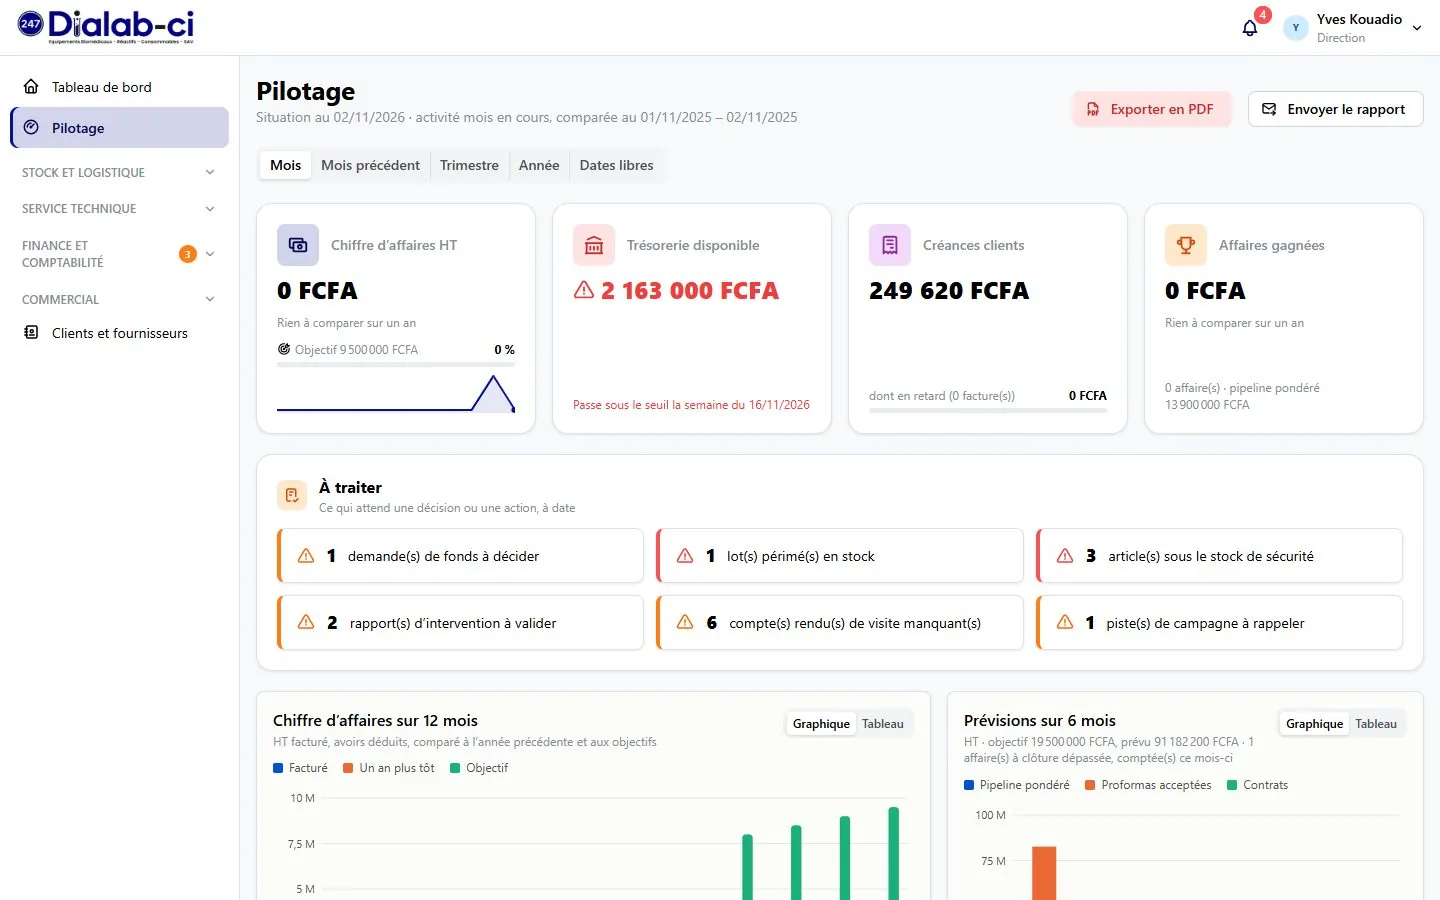 247 Dialab-ci
Equipements Biomédicaux - Réactifs - Consommables - SAV
4
Y
Yves Kouadio
Direction
Tableau de bord
Pilotage
STOCK ET LOGISTIQUE
SERVICE TECHNIQUE
FINANCE ET
COMPTABILITÉ
3
COMMERCIAL
Clients et fournisseurs
Pilotage
Situation au 02/11/2026 · activité mois en cours, comparée au 01/11/2025 – 02/11/2025
PDF Exporter en PDF
Envoyer le rapport
Mois
Mois précédent
Trimestre
Année
Dates libres
Chiffre d’affaires HT
0 FCFA
Rien à comparer sur un an
Objectif 9 500 000 FCFA
0 %
Trésorerie disponible
2 163 000 FCFA
Passe sous le seuil la semaine du 16/11/2026
Créances clients
249 620 FCFA
dont en retard (0 facture(s))
0 FCFA
Affaires gagnées
0 FCFA
Rien à comparer sur un an
0 affaire(s) · pipeline pondéré
13 900 000 FCFA
À traiter
Ce qui attend une décision ou une action, à date
1 demande(s) de fonds à décider
1 lot(s) périmé(s) en stock
3 article(s) sous le stock de sécurité
2 rapport(s) d’intervention à valider
6 compte(s) rendu(s) de visite manquant(s)
1 piste(s) de campagne à rappeler
Chiffre d’affaires sur 12 mois
HT facturé, avoirs déduits, comparé à l’année précédente et aux objectifs
Graphique
Tableau
Facturé
Un an plus tôt
Objectif
10 M
7,5 M
5 M
Prévisions sur 6 mois
HT · objectif 19 500 000 FCFA, prévu 91 182 200 FCFA · 1
affaire(s) à clôture dépassée, comptée(s) ce mois-ci
Graphique
Tableau
Pipeline pondéré
Proformas acceptées
Contrats
100 M
75 M